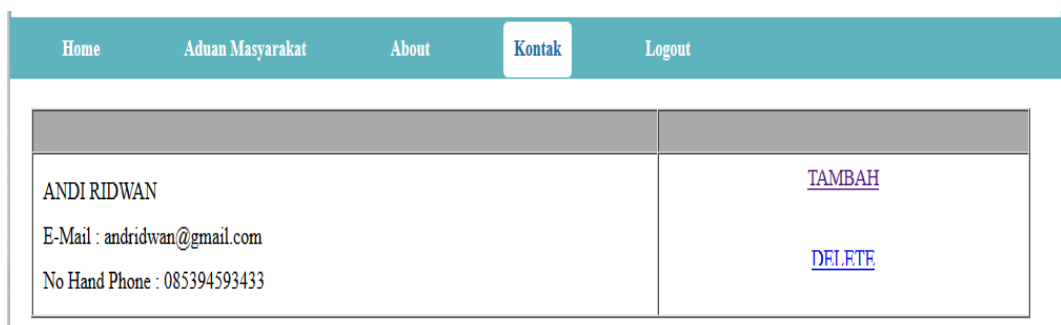 Home Aduan Masyarakat About Kontak Logout
ANDI RIDWAN
E-Mail : andridwan@gmail.com
No Hand Phone : 085394593433
TAMBAH
DELETE